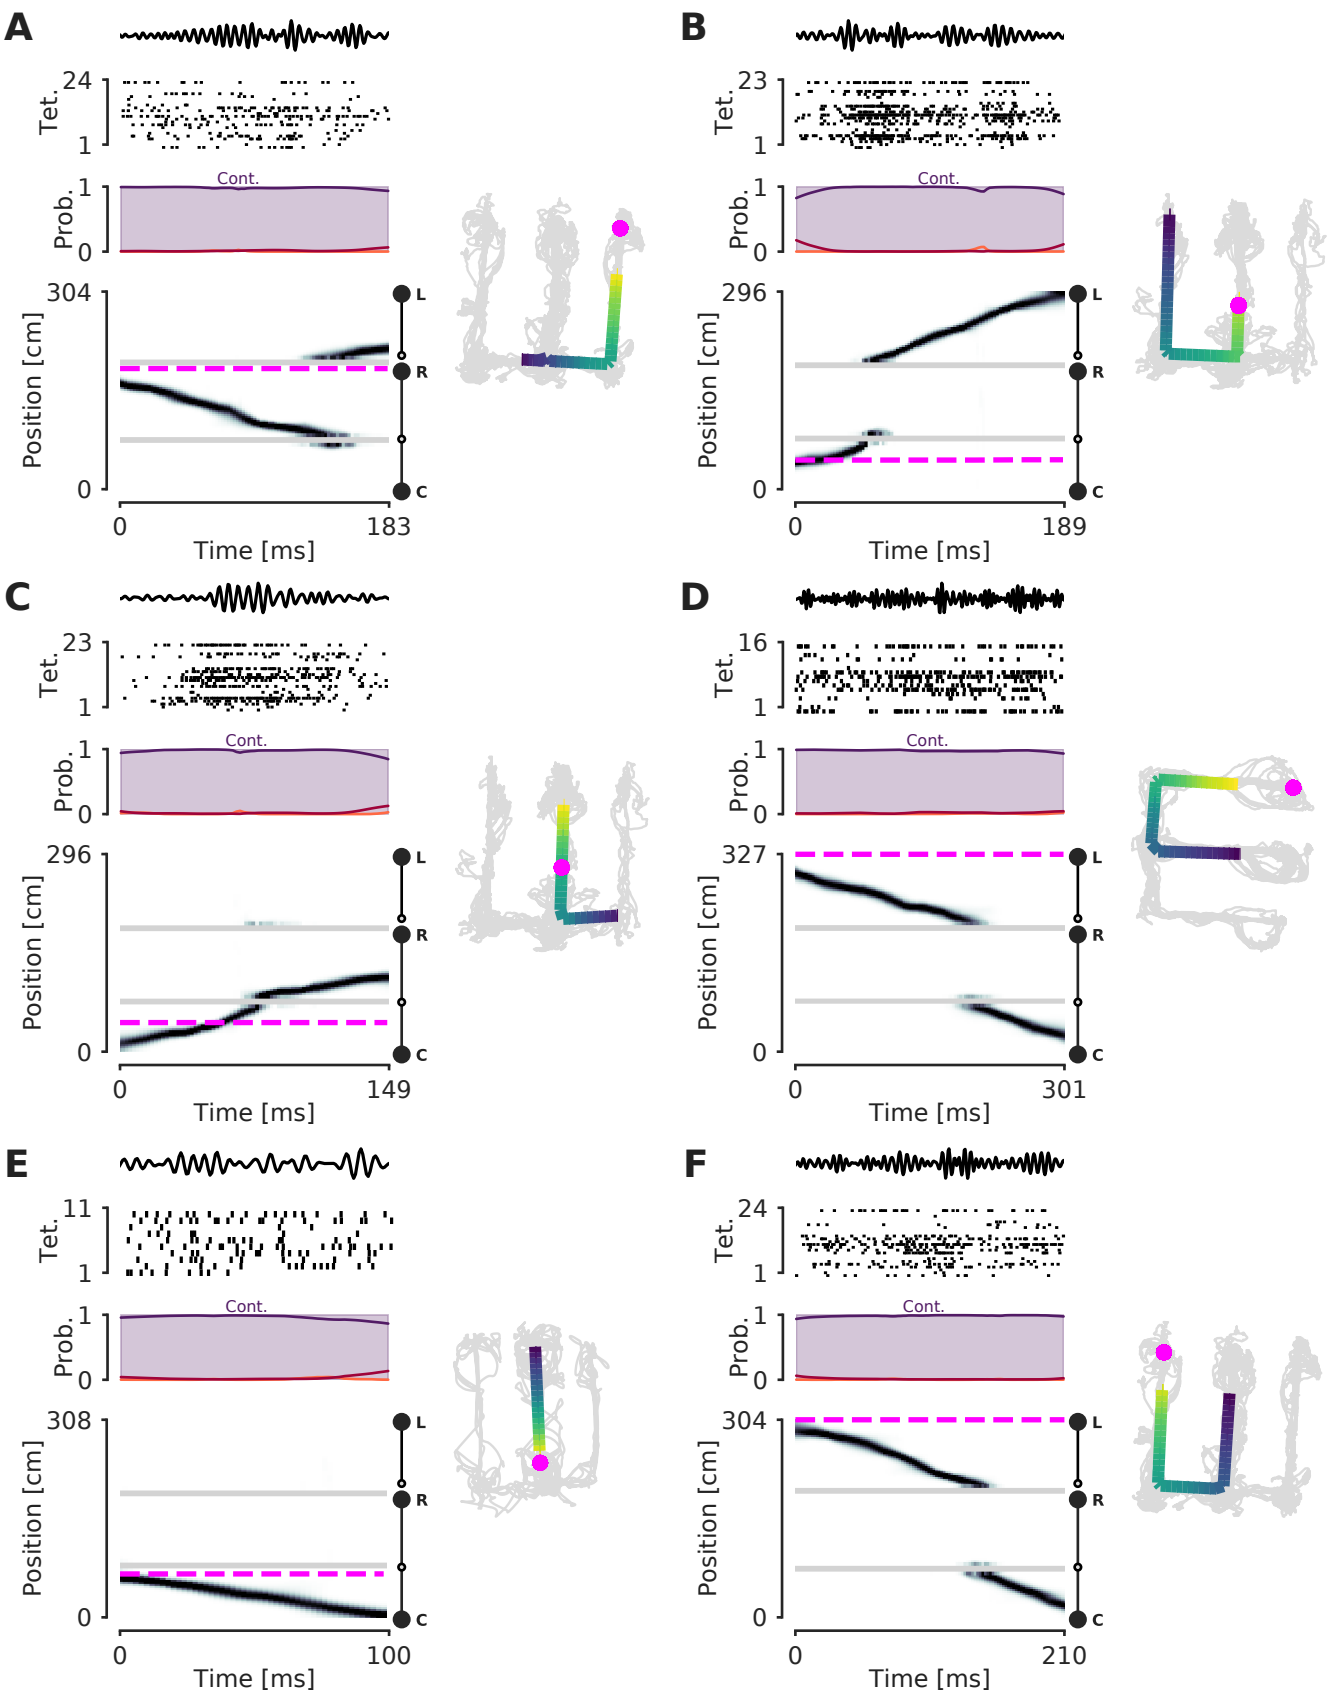 A
Tet.
24
1
Cont.
Prob.
1
0
Position [cm]
304
0
L
R
C
0
183
Time [ms]
B
Tet.
23
1
Cont.
Prob.
1
0
Position [cm]
296
0
L
R
C
0
189
Time [ms]
C
Tet.
23
1
Cont.
Prob.
1
0
Position [cm]
296
0
L
R
C
0
149
Time [ms]
D
Tet.
16
1
Cont.
Prob.
1
0
Position [cm]
327
0
L
R
C
0
301
Time [ms]
E
Tet.
11
1
Cont.
Prob.
1
0
Position [cm]
308
0
L
R
C
0
100
Time [ms]
F
Tet.
24
1
Cont.
Prob.
1
0
Position [cm]
304
0
L
R
C
0
210
Time [ms]